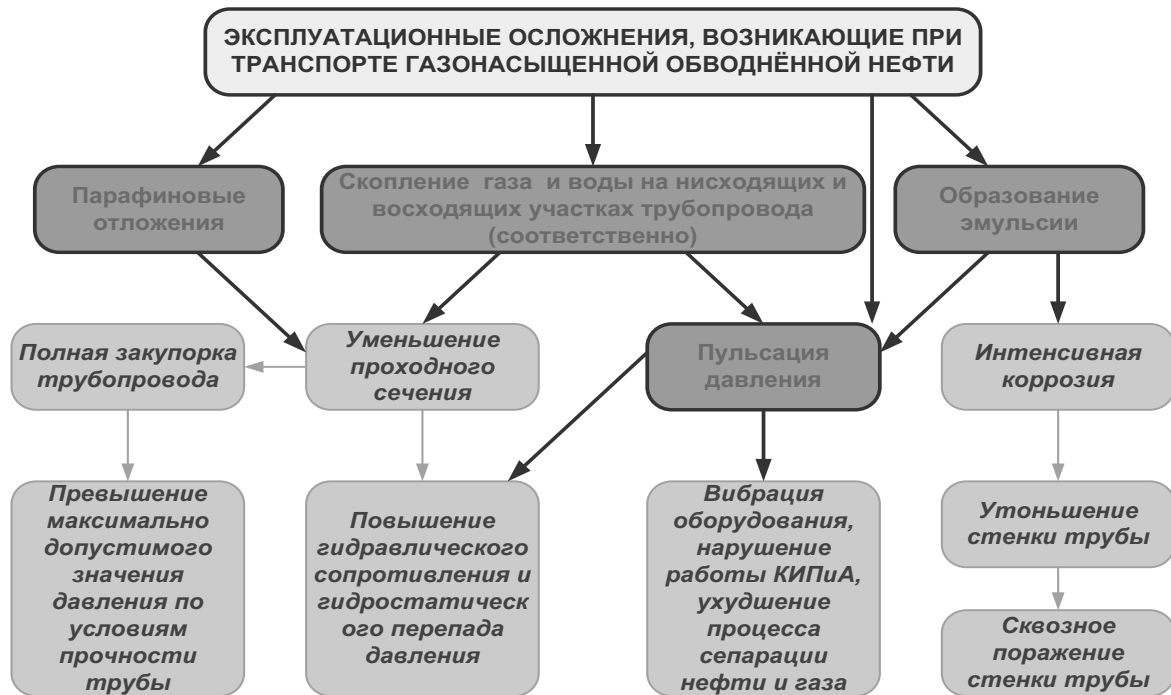 ЭКСПЛУАТАЦИОННЫЕ ОСЛОЖНЕНИЯ, ВОЗНИКАЮЩИЕ ПРИ
ТРАНСПОРТЕ ГАЗОНАСЫЩЕННОЙ ОБВОДНЁННОЙ НЕФТИ
Парафиновые
отложения
Скопление газа и воды на нисходящих и
восходящих участках трубопровода
(соответственно)
Образование
эмульсии
Полная закупорка
трубопровода
Уменьшение
проходного
сечения
Пульсация
давления
Интенсивная
коррозия
Превышение
максимально
допустимого
значения
давления по
условиям
прочности
трубы
Повышение
гидравлического
сопротивления и
гидростатическ
ого перепада
давления
Вибрация
оборудования,
нарушение
работы КИПиА,
ухудшение
процесса
сепарации
нефти и газа
Утоньшение
стенки трубы
Сквозное
поражение
стенки трубы